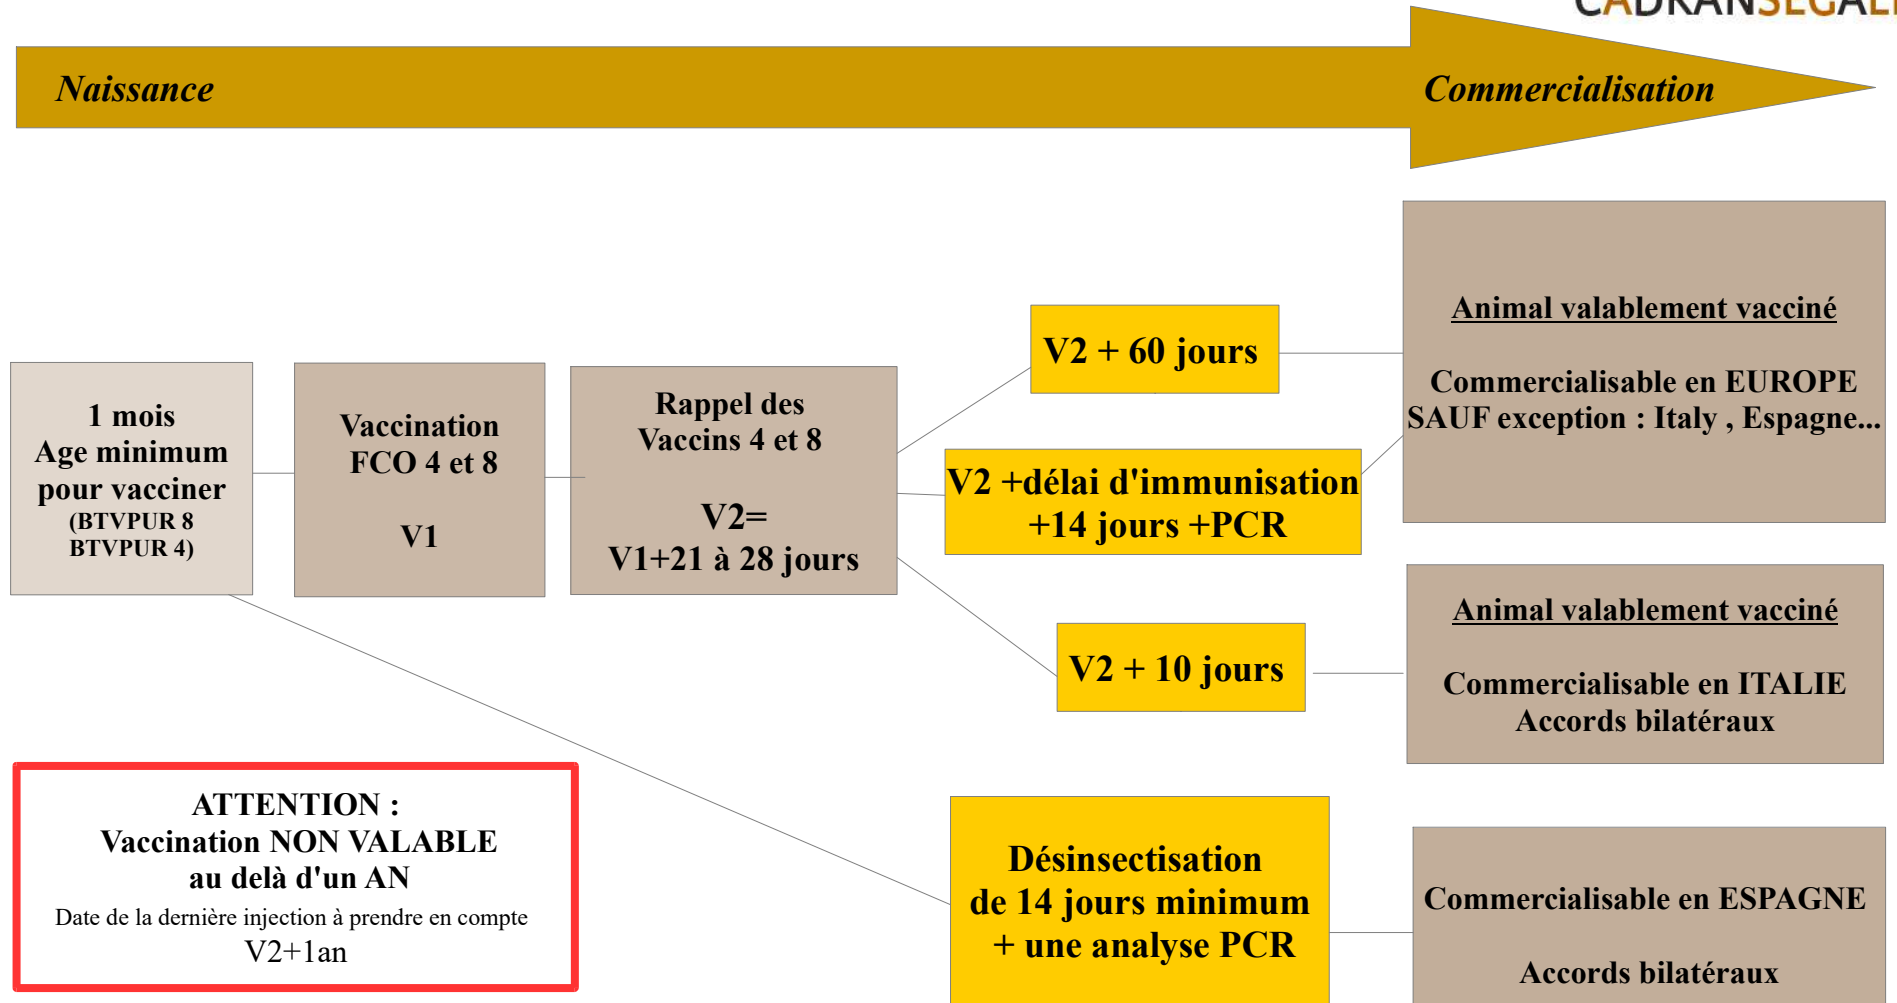 CADRANSEGALI
Naissance
Commercialisation
1 mois
Age minimum
pour vacciner
(BTVPUR 8
BTVPUR 4)
Vaccination
FCO 4 et 8
V1
Rappel des
Vaccins 4 et 8
V2=
V1+21 à 28 jours
V2 + 60 jours
V2 +délai d'immunisation
+14 jours +PCR
V2 + 10 jours
Animal valablement vacciné
Commercialisable en EUROPE
SAUF exception : Italy , Espagne...
Animal valablement vacciné
Commercialisable en ITALIE
Accords bilatéraux
ATTENTION :
Vaccination NON VALABLE
au delà d'un AN
Date de la dernière injection à prendre en compte
V2+1an
Désinsectisation
de 14 jours minimum
+ une analyse PCR
Commercialisable en ESPAGNE
Accords bilatéraux